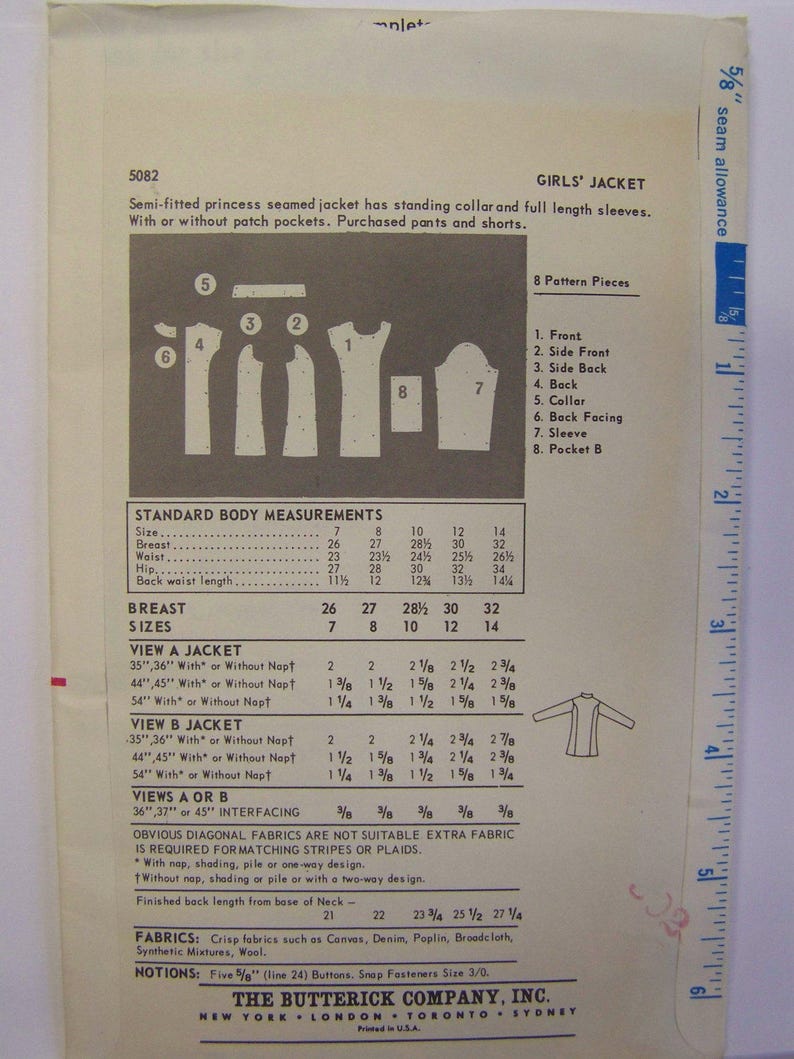 5082
GIRLS' JACKET
Semi-fitted princess seamed jacket has standing collar and full length sleeves.
With or without patch pockets. Purchased pants and shorts.
8 Pattern Pieces
1. Front
2. Side Front
3. Side Back
4. Back
5. Collar
6. Back Facing
7. Sleeve
8. Pocket B
5
3
2
6
4
1
8
7
STANDARD BODY MEASUREMENTS
Size 7 8 10 12 14
Breast 26 27 28½ 30 32
Waist 23 23½ 24½ 25½ 26½
Hip 27 28 30 32 34
Back waist length 11½ 12 12¾ 13½ 14¼
BREAST 26 27 28½ 30 32
SIZES 7 8 10 12 14
VIEW A JACKET
35",36" With* or Without Nap† 2 2 2 1/8 2 1/2 2 3/4
44",45" With* or Without Nap† 1 3/8 1 1/2 1 5/8 2 1/4 2 3/8
54" With* or Without Nap† 1 1/4 1 3/8 1 1/2 1 5/8 1 5/8
VIEW B JACKET
35",36" With* or Without Nap† 2 2 2 1/4 2 3/4 2 7/8
44",45" With* or Without Nap† 1 1/2 1 5/8 1 3/4 2 1/4 2 3/8
54" With* or Without Nap† 1 1/4 1 3/8 1 1/2 1 5/8 1 3/4
VIEWS A OR B
36",37" or 45" INTERFACING 3/8 3/8 3/8 3/8 3/8
OBVIOUS DIAGONAL FABRICS ARE NOT SUITABLE EXTRA FABRIC
IS REQUIRED FOR MATCHING STRIPES OR PLAIDS.
* With nap, shading, pile or one-way design.
†Without nap, shading or pile or with a two-way design.
Finished back length from base of Neck —
21 22 23 3/4 25 1/2 27 1/4
FABRICS: Crisp fabrics such as Canvas, Denim, Poplin, Broadcloth,
Synthetic Mixtures, Wool.
NOTIONS: Five 5/8" (line 24) Buttons. Snap Fasteners Size 3/0.
THE BUTTERICK COMPANY, INC.
NEW YORK • LONDON • TORONTO • SYDNEY
Printed in U.S.A.
5/8" seam allowance
5/8
1
2
3
4
5
6